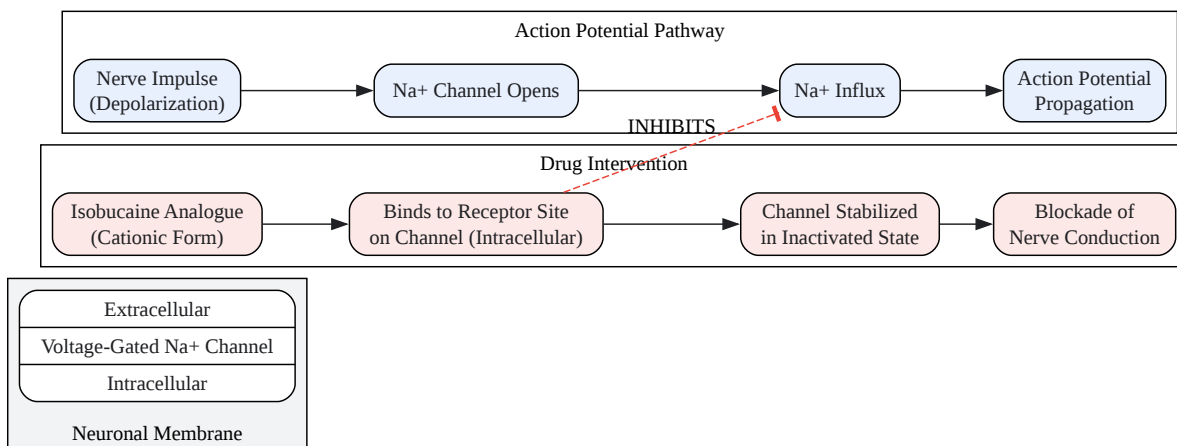 Action Potential Pathway
Nerve Impulse
(Depolarization)
Na+ Channel Opens
Na+ Influx
Action Potential
Propagation
INHIBITS
Drug Intervention
Isobucaine Analogue
(Cationic Form)
Binds to Receptor Site
on Channel (Intracellular)
Channel Stabilized
in Inactivated State
Blockade of
Nerve Conduction
Extracellular
Voltage-Gated Na+ Channel
Intracellular
Neuronal Membrane